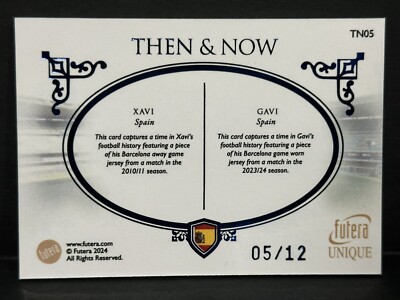 TN05
THEN & NOW
XAVI
Spain
This card captures a time in Xavi's
football history featuring a piece
of his Barcelona away game
jersey from a match in the
2010/11 season.
GAVI
Spain
This card captures a time in Gavi's
football history featuring a piece
of his Barcelona game worn
jersey from a match in the
2023/24 season.
futera
www.futera.com
© Futera 2024
All Rights Reserved.
05/12
futera
UNIQUE